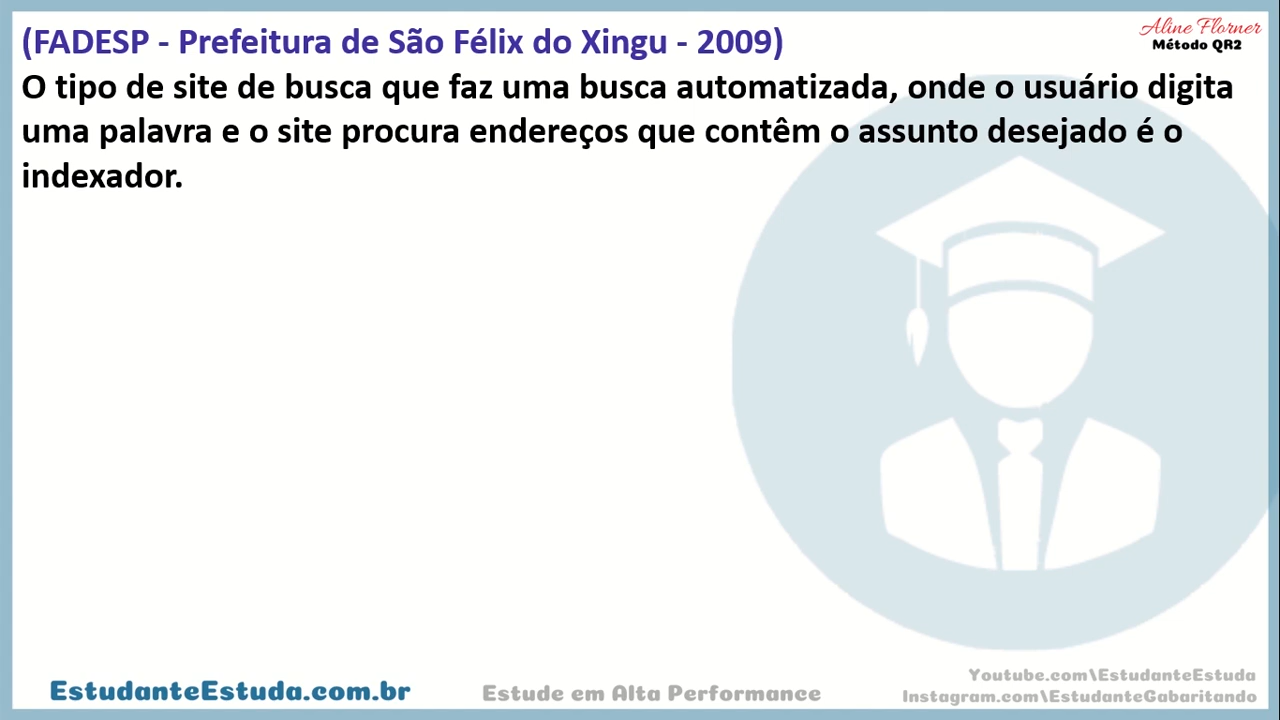 Aline Florner
Método QR2
(FADESP - Prefeitura de São Félix do Xingu - 2009)
O tipo de site de busca que faz uma busca automatizada, onde o usuário digita
uma palavra e o site procura endereços que contêm o assunto desejado é o
indexador.
EstudanteEstuda.com.br
Estude em Alta Performance
Youtube.com\EstudanteEstuda
Instagram.com\EstudanteGabaritando